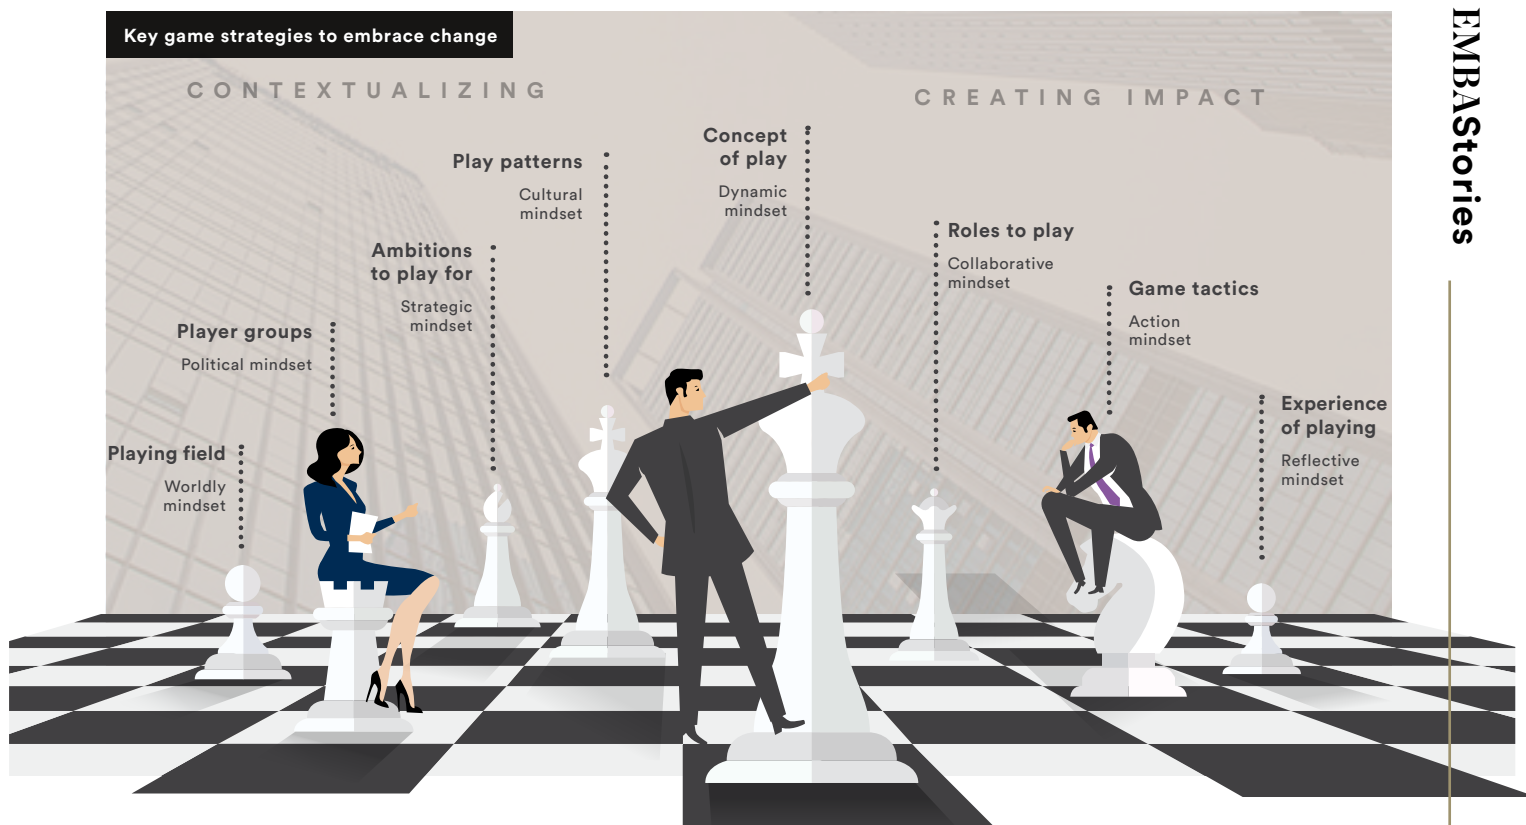 Key game strategies to embrace change
CONTEXTUALIZING
CREATING IMPACT
Playing field
Worldly
mindset
Player groups
Political mindset
Ambitions
to play for
Strategic
mindset
Play patterns
Cultural
mindset
Concept
of play
Dynamic
mindset
Roles to play
Collaborative
mindset
Game tactics
Action
mindset
Experience
of playing
Reflective
mindset
EMBAStories